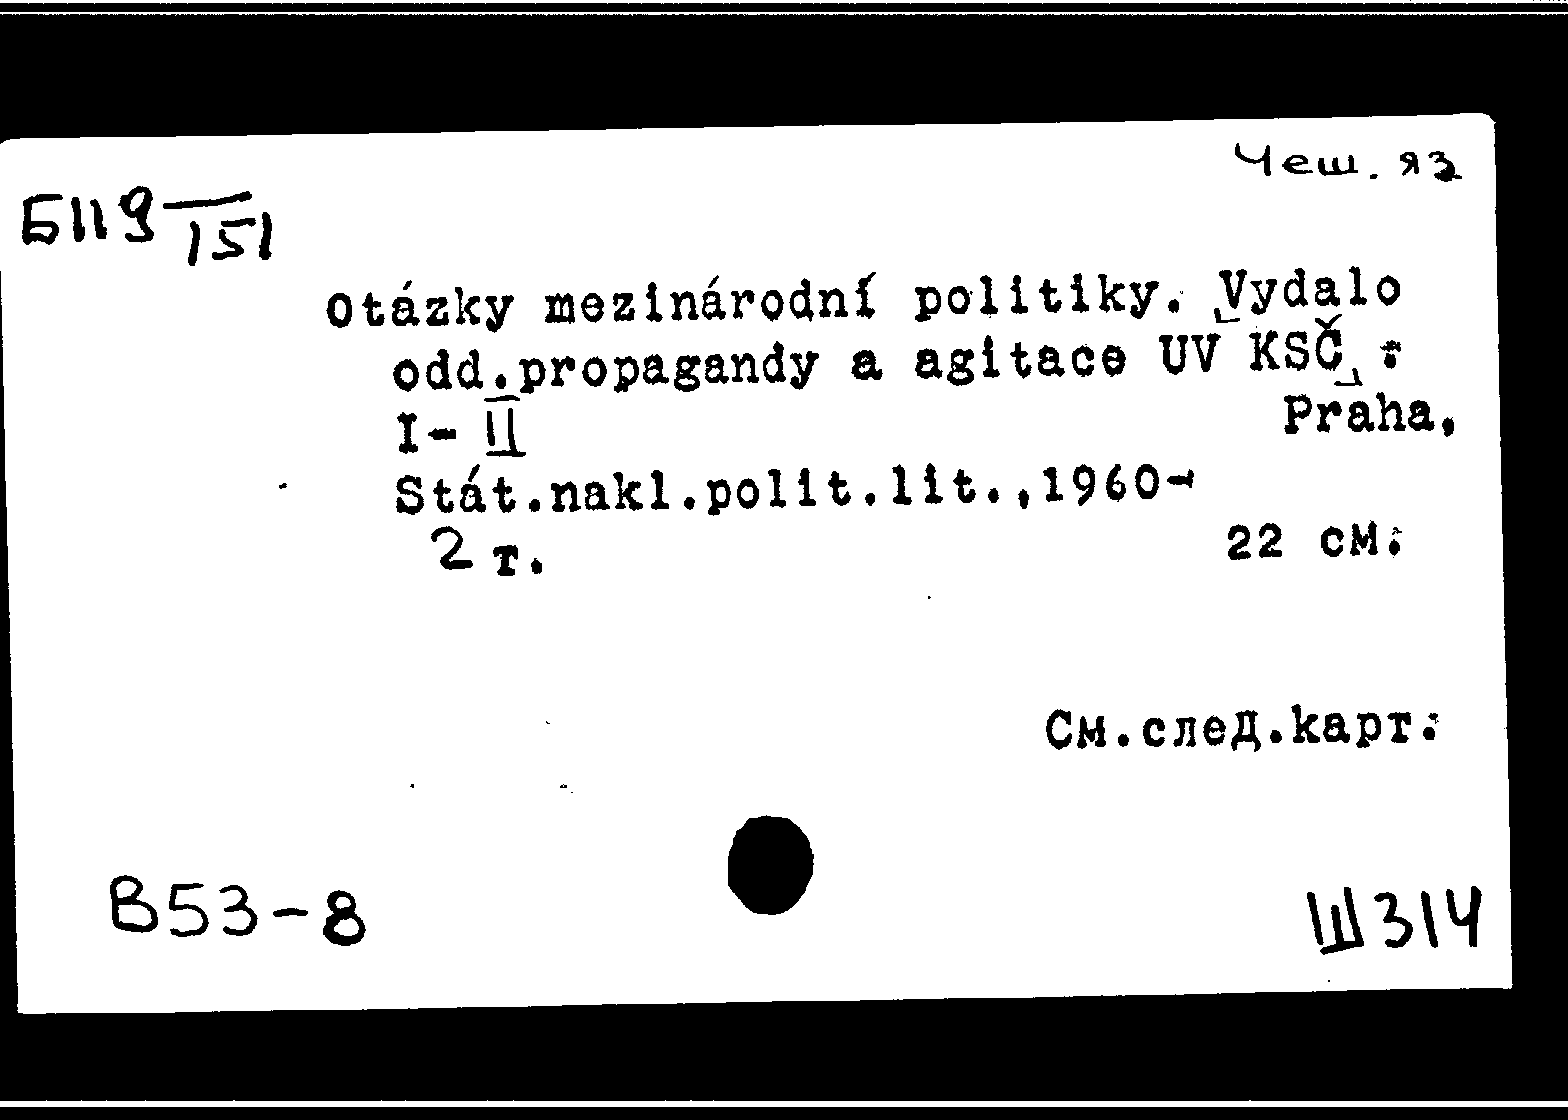 Чеш. яз
Б119/151
Otázky mezinárodní politiky. [Vydalo
odd.propagandy a agitace UV KSČ].
I- II Praha,
Stát.nakl.polit.lit.,1960-
2 т. 22 см.
См.след.карт.
В53-8
Ш314